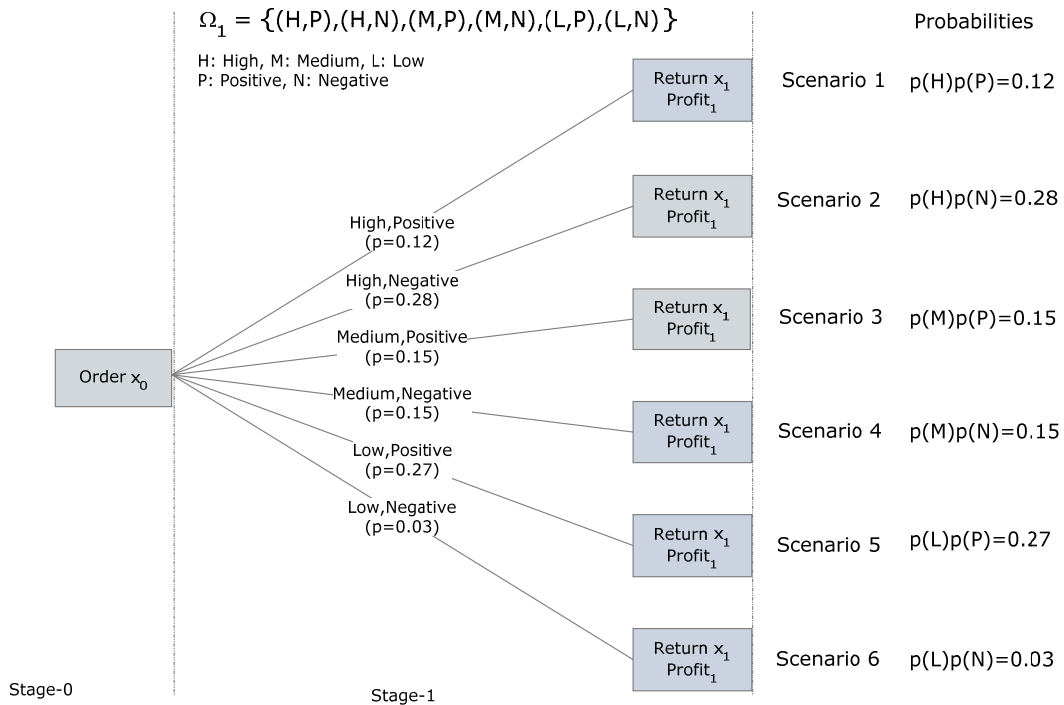 Ω1 = {(H,P),(H,N),(M,P),(M,N),(L,P),(L,N)}
Probabilities
H: High, M: Medium, L: Low
P: Positive, N: Negative
Return x1
Profit1
Scenario 1
p(H)p(P)=0.12
Return x1
Profit1
Scenario 2
p(H)p(N)=0.28
High,Positive
(p=0.12)
High,Negative
(p=0.28)
Return x1
Profit1
Scenario 3
p(M)p(P)=0.15
Medium,Positive
(p=0.15)
Order x0
Medium,Negative
(p=0.15)
Return x1
Profit1
Scenario 4
p(M)p(N)=0.15
Low,Positive
(p=0.27)
Low,Negative
(p=0.03)
Return x1
Profit1
Scenario 5
p(L)p(P)=0.27
Return x1
Profit1
Scenario 6
p(L)p(N)=0.03
Stage-0
Stage-1